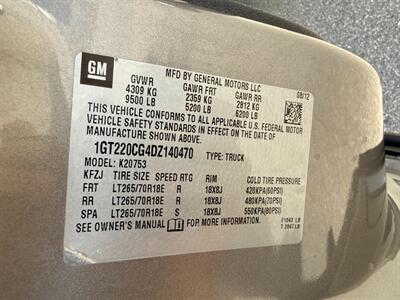 GM
MFD BY GENERAL MOTORS LLC 08/12
GVWR GAWR FRT GAWR RR
4309 KG 2359 KG 2812 KG
9500 LB 5200 LB 6200 LB
THIS VEHICLE CONFORMS TO ALL APPLICABLE U.S. FEDERAL MOTOR
VEHICLE SAFETY STANDARDS IN EFFECT ON THE DATE OF
MANUFACTURE SHOWN ABOVE.
1GT220CG4DZ140470 TYPE: TRUCK
MODEL: K20753
KFZJ TIRE SIZE SPEED RTG RIM COLD TIRE PRESSURE
FRT LT265/70R18E R 18X8J 420KPA(60PSI)
RR LT265/70R18E R 18X8J 480KPA(70PSI)
SPA LT265/70R18E S 18X8J 550KPA(80PSI)
SEE OWNER'S MANUAL FOR MORE INFORMATION.